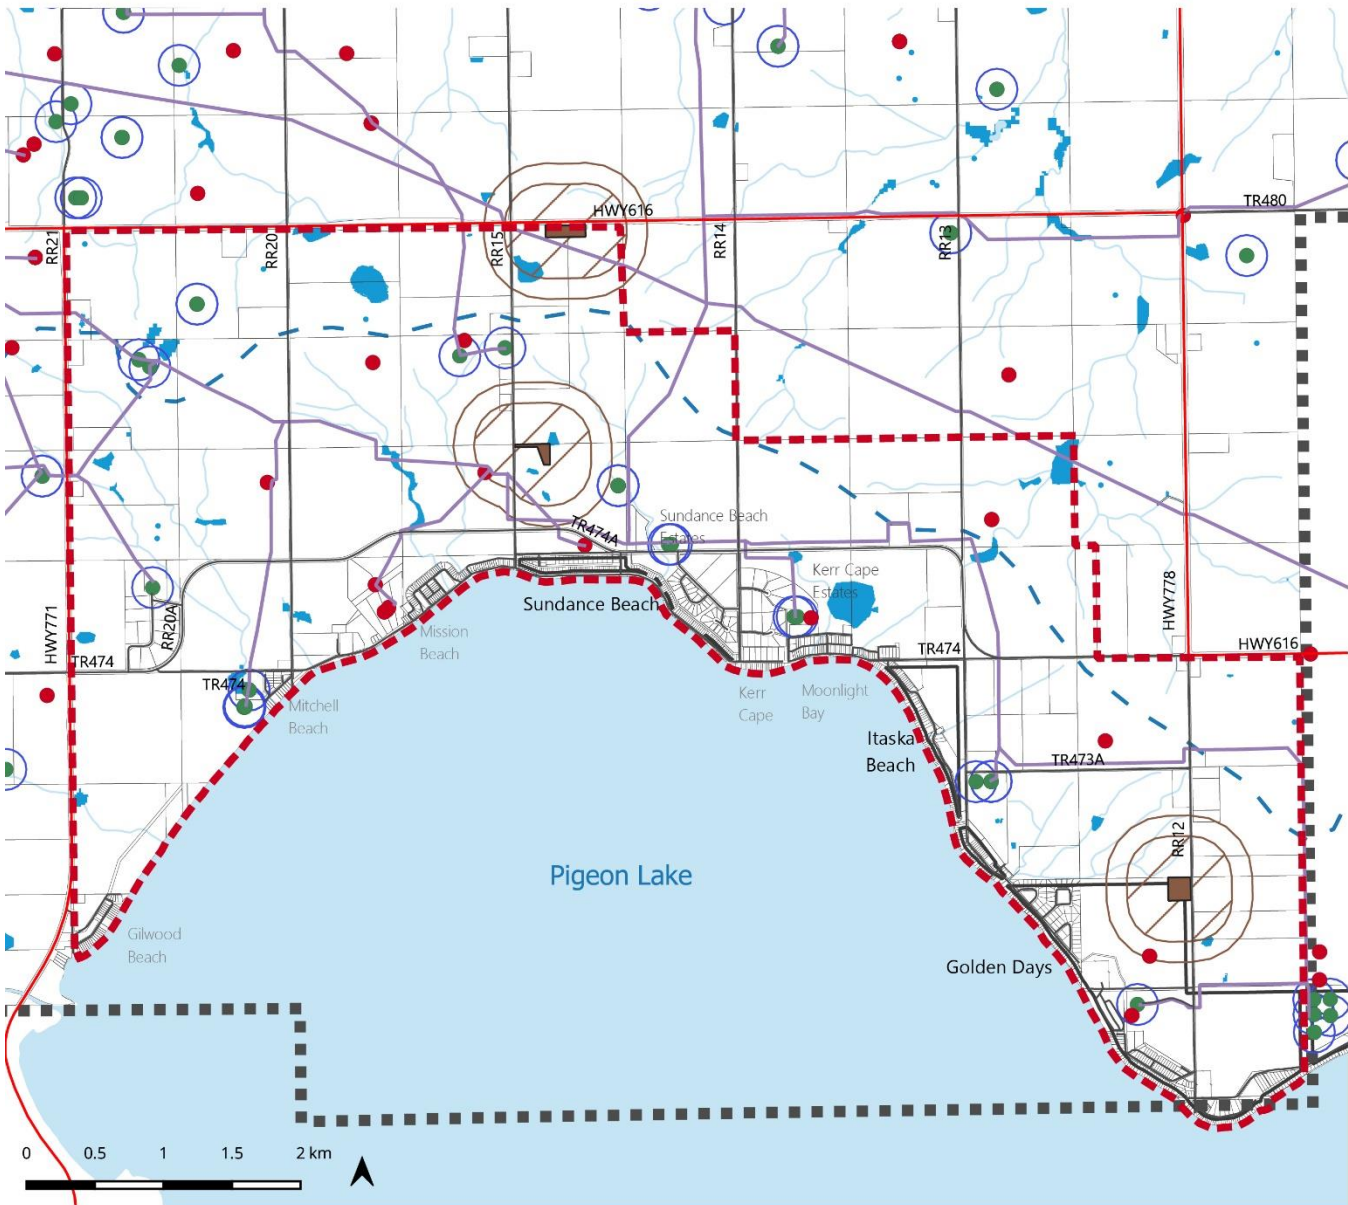 TR480
HWY616
RR21
RR20
RR15
RR14
RR13
Sundance Beach
Estates
TR474A
Kerr Cape
Estates
HWY771
RR20A
HWY778
Sundance Beach
Mission
Beach
TR474
TR474
HWY616
TR474
Mitchell
Beach
Kerr
Cape
Moonlight
Bay
Itaska
Beach
TR473A
RR12
Pigeon Lake
Gilwood
Beach
Golden Days
0 0.5 1 1.5 2 km